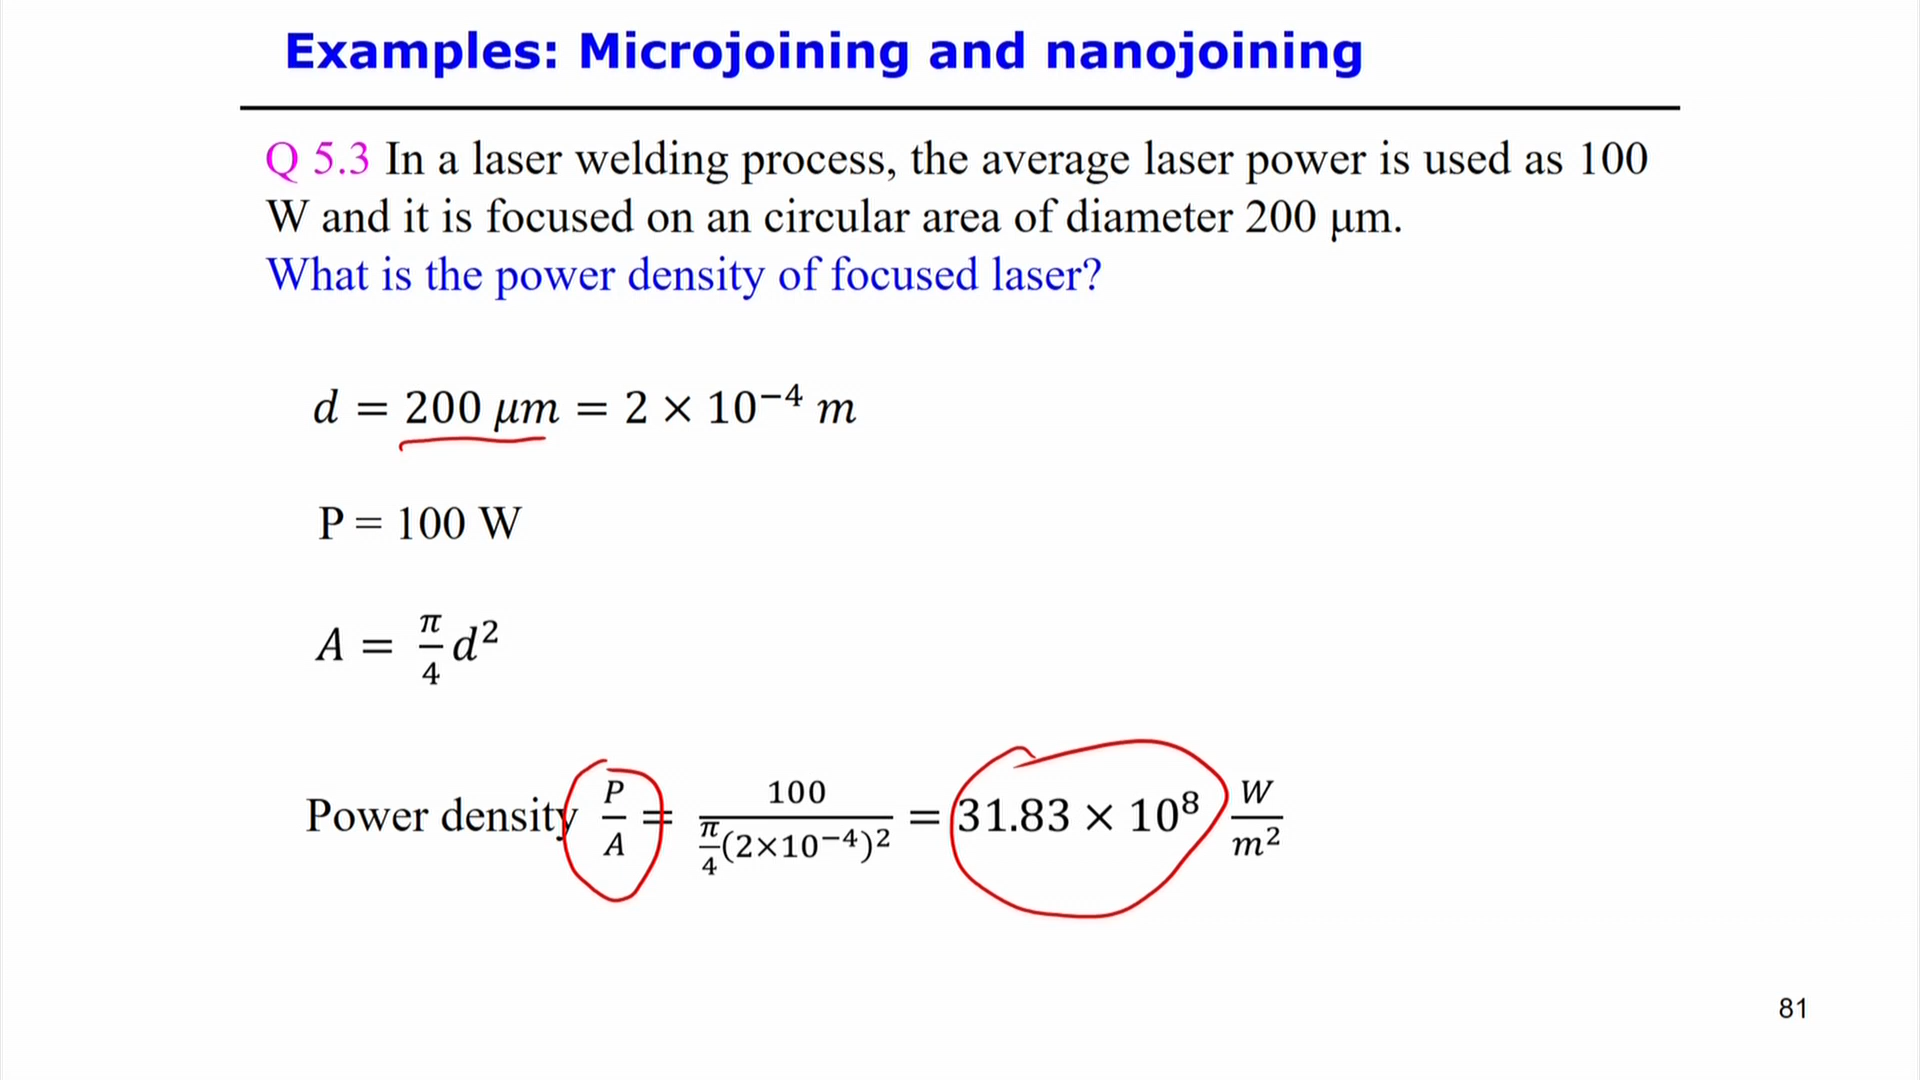 Examples: Microjoining and nanojoining
Q 5.3 In a laser welding process, the average laser power is used as 100
W and it is focused on an circular area of diameter 200 μm.
What is the power density of focused laser?
d = 200 μm = 2 × 10⁻⁴ m
P = 100 W
A = π/4 d²
Power density P/A = 100 / (π/4 (2×10⁻⁴)²) = 31.83 × 10⁸ W/m²
81